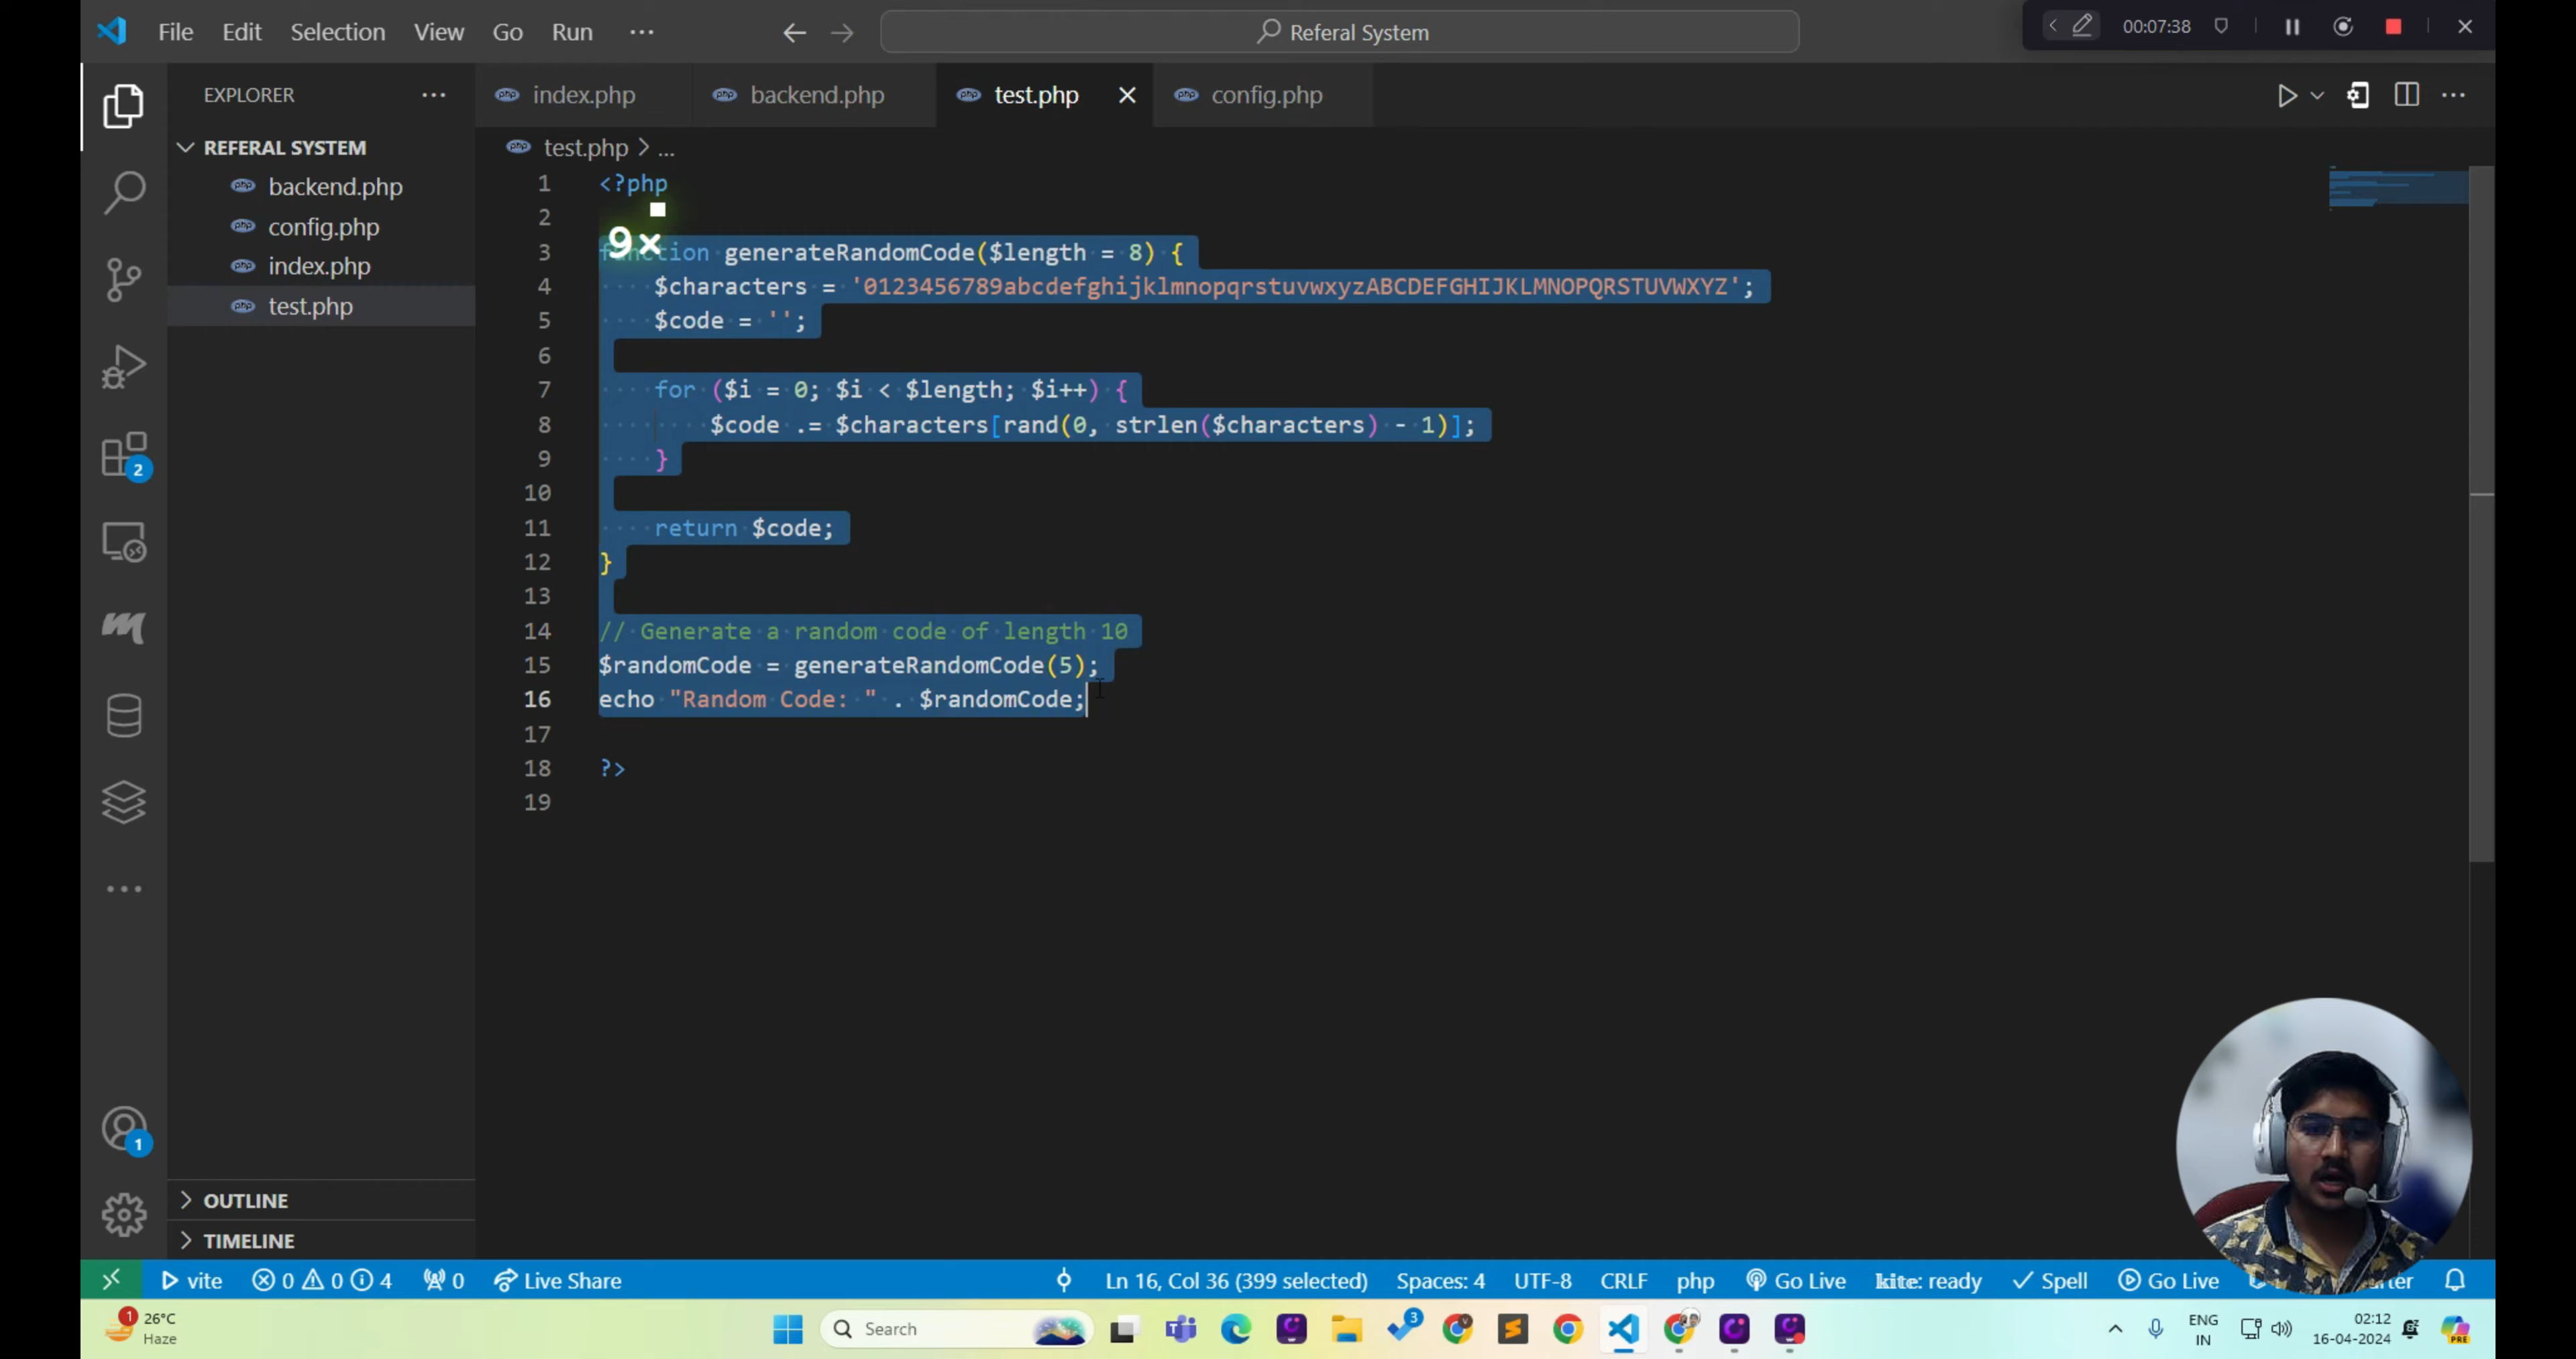 File Edit Selection View Go Run ...
Referal System
00:07:38
EXPLORER ...
index.php backend.php test.php config.php
REFERAL SYSTEM
backend.php
config.php
index.php
test.php
2
1
test.php > ...
9×
1 <?php
2
3 function generateRandomCode($length = 8) {
4 $characters = '0123456789abcdefghijklmnopqrstuvwxyzABCDEFGHIJKLMNOPQRSTUVWXYZ';
5 $code = '';
6
7 for ($i = 0; $i < $length; $i++) {
8 $code .= $characters[rand(0, strlen($characters) - 1)];
9 }
10
11 return $code;
12 }
13
14 // Generate a random code of length 10
15 $randomCode = generateRandomCode(5);
16 echo "Random Code: " . $randomCode;
17
18 ?>
19
OUTLINE
TIMELINE
vite 0 0 4 0 Live Share Ln 16, Col 36 (399 selected) Spaces: 4 UTF-8 CRLF php Go Live kite: ready Spell Go Live
1 26°C
Haze
Search
3
ENG
IN
02:12
16-04-2024
PRE